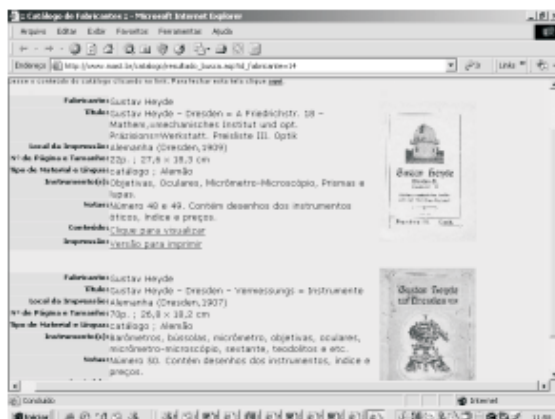 :: Catálogo de Fabricantes :: - Microsoft Internet Explorer
Arquivo Editar Exibir Favoritos Ferramentas Ajuda
Endereço http://www.mast.br/catalogo/resultado_busca.asp?id_fabricante=14 Links
Fabricante: Gustav Heyde
Título: Gustav Heyde - Dresden = A Friedrichstr. 18 -
Mathem.=mechanisches Institut und opt.
Präzisions=Werkstatt. Preisliste III. Optik
Local da Impressão: Alemanha (Dresden,1909)
Nº de Página e Tamanho: 22p. ; 27,6 x 18,3 cm
Tipo de Material e Língua: catálogo ; Alemão
Instrumento(s): Objetivas, Oculares, Micrômetro-Microscópio, Prismas e
lupas.
Notas: Número 48 e 49. Contém desenhos dos instrumentos
óticos, índice e preços.
Conteúdo: Clique para visualizar
Impressão: Versão para imprimir
Gustav Heyde
Fabricante: Gustav Heyde
Título: Gustav Heyde - Dresden - Vermessungs = Instrumente
Local da Impressão: Alemanha (Dresden,1907)
Nº de Página e Tamanho: 70p. ; 26,8 x 18,2 cm
Tipo de Material e Língua: catálogo ; Alemão
Instrumento(s): Barômetros, bússolas, micrômetro, objetivas, oculares,
micrômetro-microscópio, sextante, teodolitos e etc.
Notas: Número 50. Contém desenhos dos instrumentos, índice e
preços.
Gustav Heyde
Dresden
Concluído Internet
Iniciar